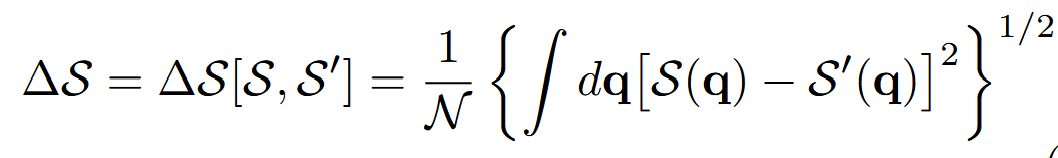 ΔS = ΔS[S, S′] = 1/N { ∫ dq[S(q) − S′(q)]² }^{1/2}